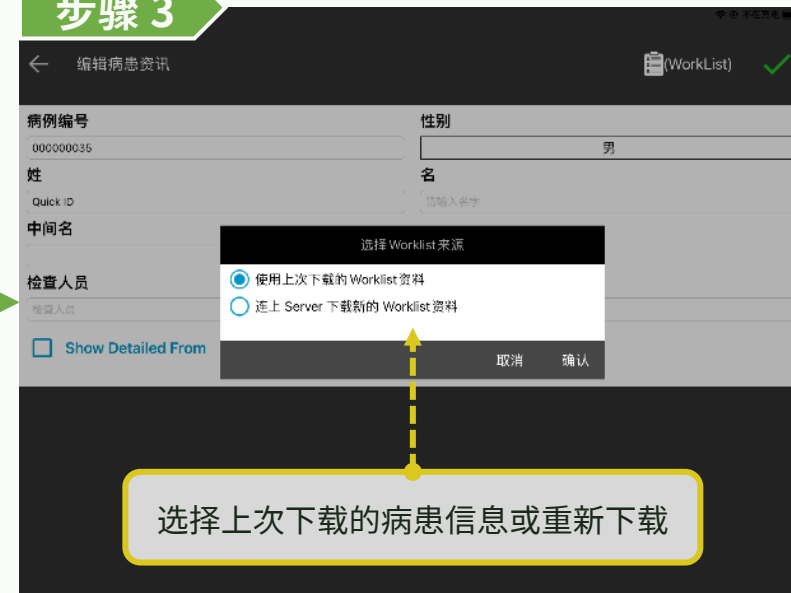 步骤 3
不在充电
编辑病患资讯
(WorkList)
病例编号
性别
000000035
男
姓
名
Quick ID
请输入名字
中间名
选择 Worklist 来源
使用上次下载的 Worklist 资料
检查人员
连上 Server 下载新的 Worklist 资料
检查人员
Show Detailed From
取消
确认
选择上次下载的病患信息或重新下载